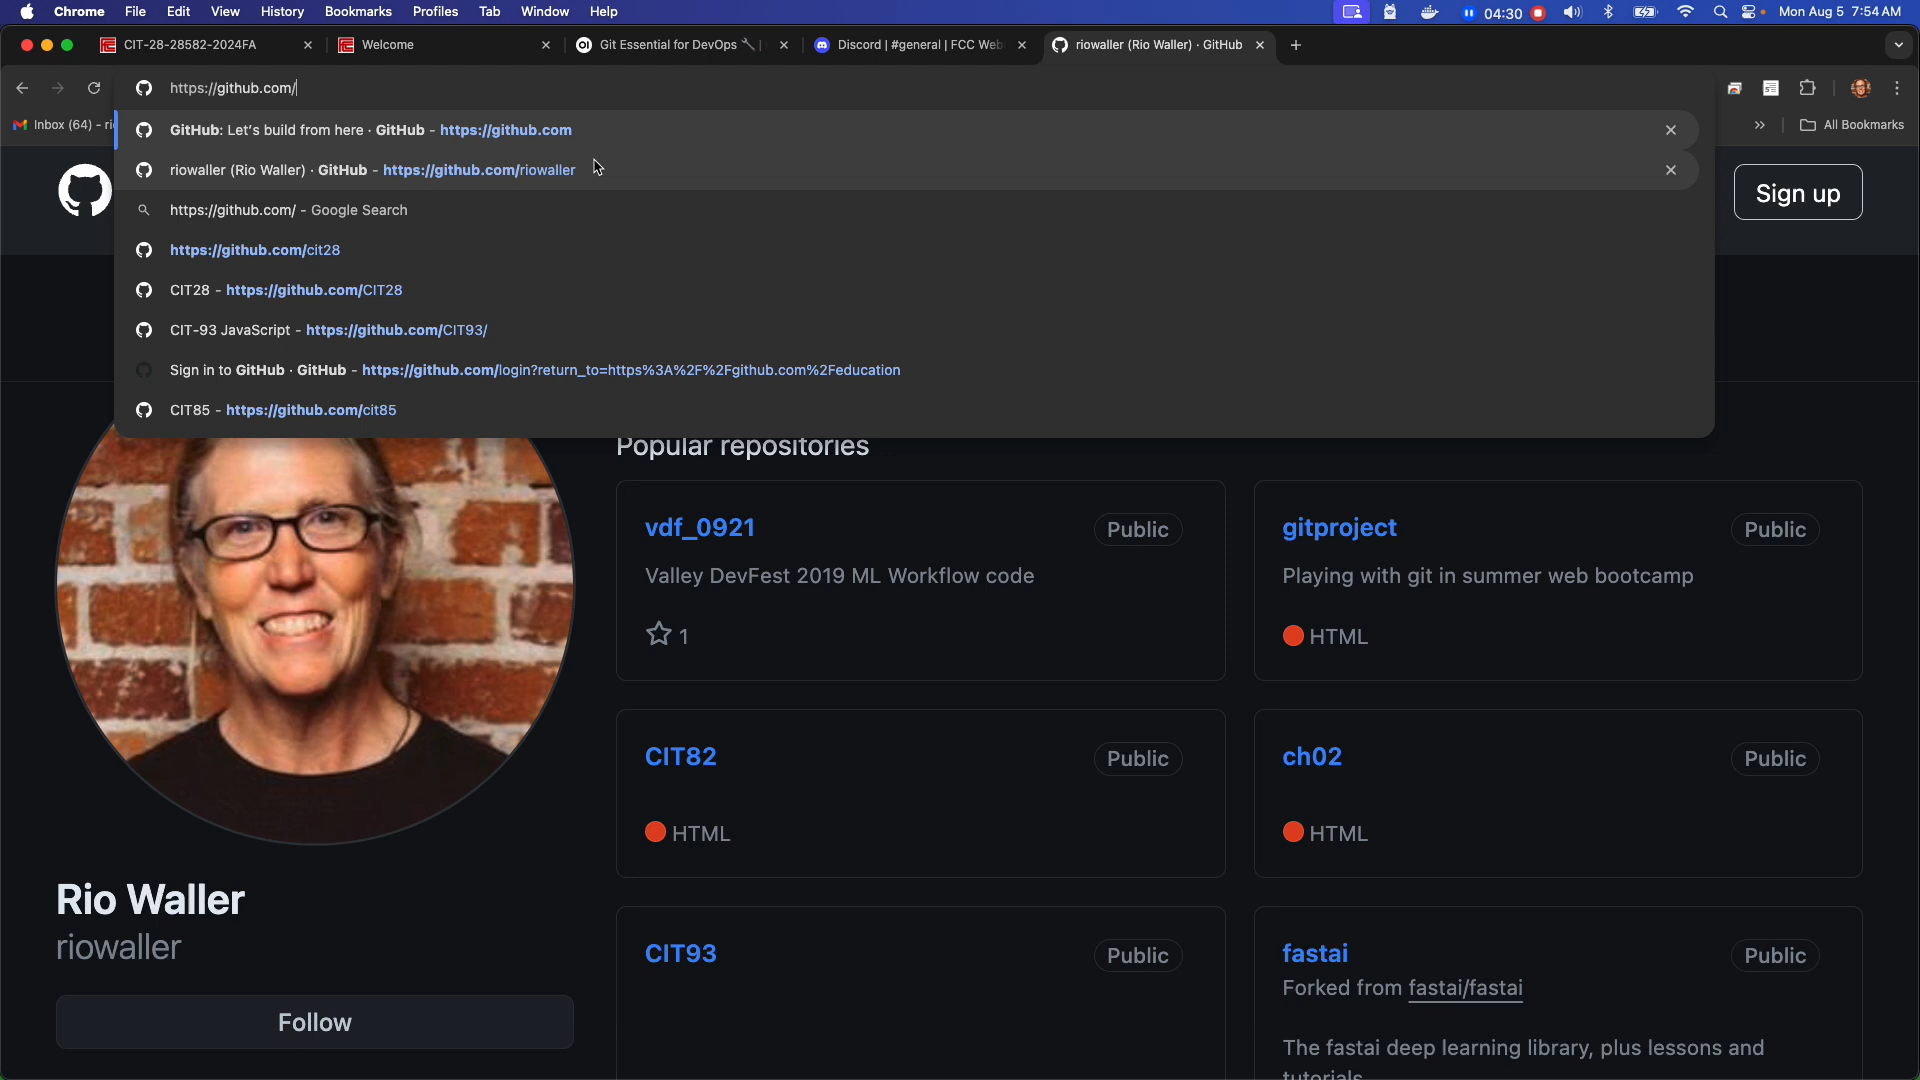 Chrome File Edit View History Bookmarks Profiles Tab Window Help 04:30 Mon Aug 5 7:54 AM
CIT-28-28582-2024FA Welcome Git Essential for DevOps Discord | #general | FCC Web riowaller (Rio Waller) · GitHub
https://github.com/
Inbox (64) – ri All Bookmarks
GitHub: Let's build from here · GitHub – https://github.com
riowaller (Rio Waller) · GitHub – https://github.com/riowaller
https://github.com/ – Google Search
https://github.com/cit28
CIT28 – https://github.com/CIT28
CIT-93 JavaScript – https://github.com/CIT93/
Sign in to GitHub · GitHub – https://github.com/login?return_to=https%3A%2F%2Fgithub.com%2Feducation
CIT85 – https://github.com/cit85
Sign up
Popular repositories
vdf_0921 Public
Valley DevFest 2019 ML Workflow code
1
gitproject Public
Playing with git in summer web bootcamp
HTML
CIT82 Public
HTML
ch02 Public
HTML
CIT93 Public
fastai Public
Forked from fastai/fastai
The fastai deep learning library, plus lessons and
tutorials
Rio Waller
riowaller
Follow